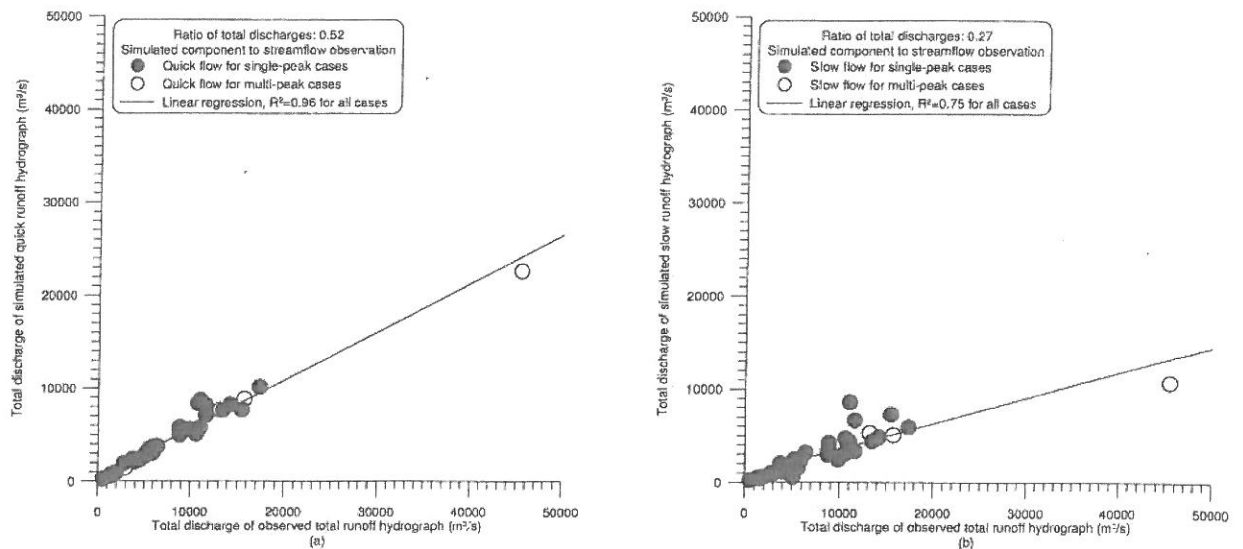 50000
40000
30000
20000
10000
0
Total discharge of simulated quick runoff hydrograph (m³/s)
Ratio of total discharges: 0.52
Simulated component to streamflow observation
Quick flow for single-peak cases
Quick flow for multi-peak cases
Linear regression, R²=0.96 for all cases
0 10000 20000 30000 40000 50000
Total discharge of observed total runoff hydrograph (m³/s)
(a)
50000
40000
30000
20000
10000
0
Total discharge of simulated slow runoff hydrograph (m³/s)
Ratio of total discharges: 0.27
Simulated component to streamflow observation
Slow flow for single-peak cases
Slow flow for multi-peak cases
Linear regression, R²=0.75 for all cases
0 10000 20000 30000 40000 50000
Total discharge of observed total runoff hydrograph (m³/s)
(b)